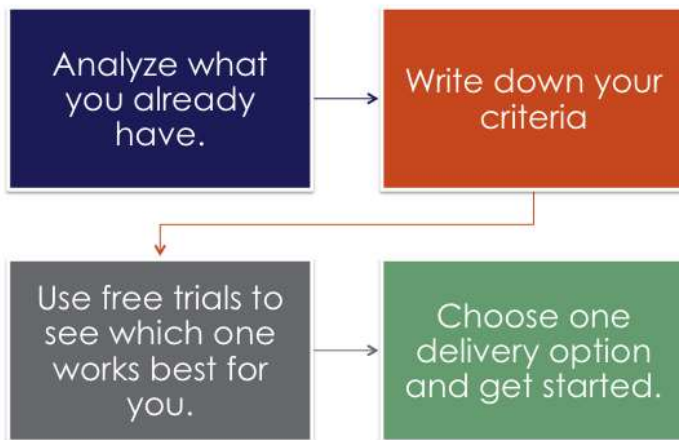 Analyze what
you already
have.
Write down your
criteria
Use free trials to
see which one
works best for
you.
Choose one
delivery option
and get started.